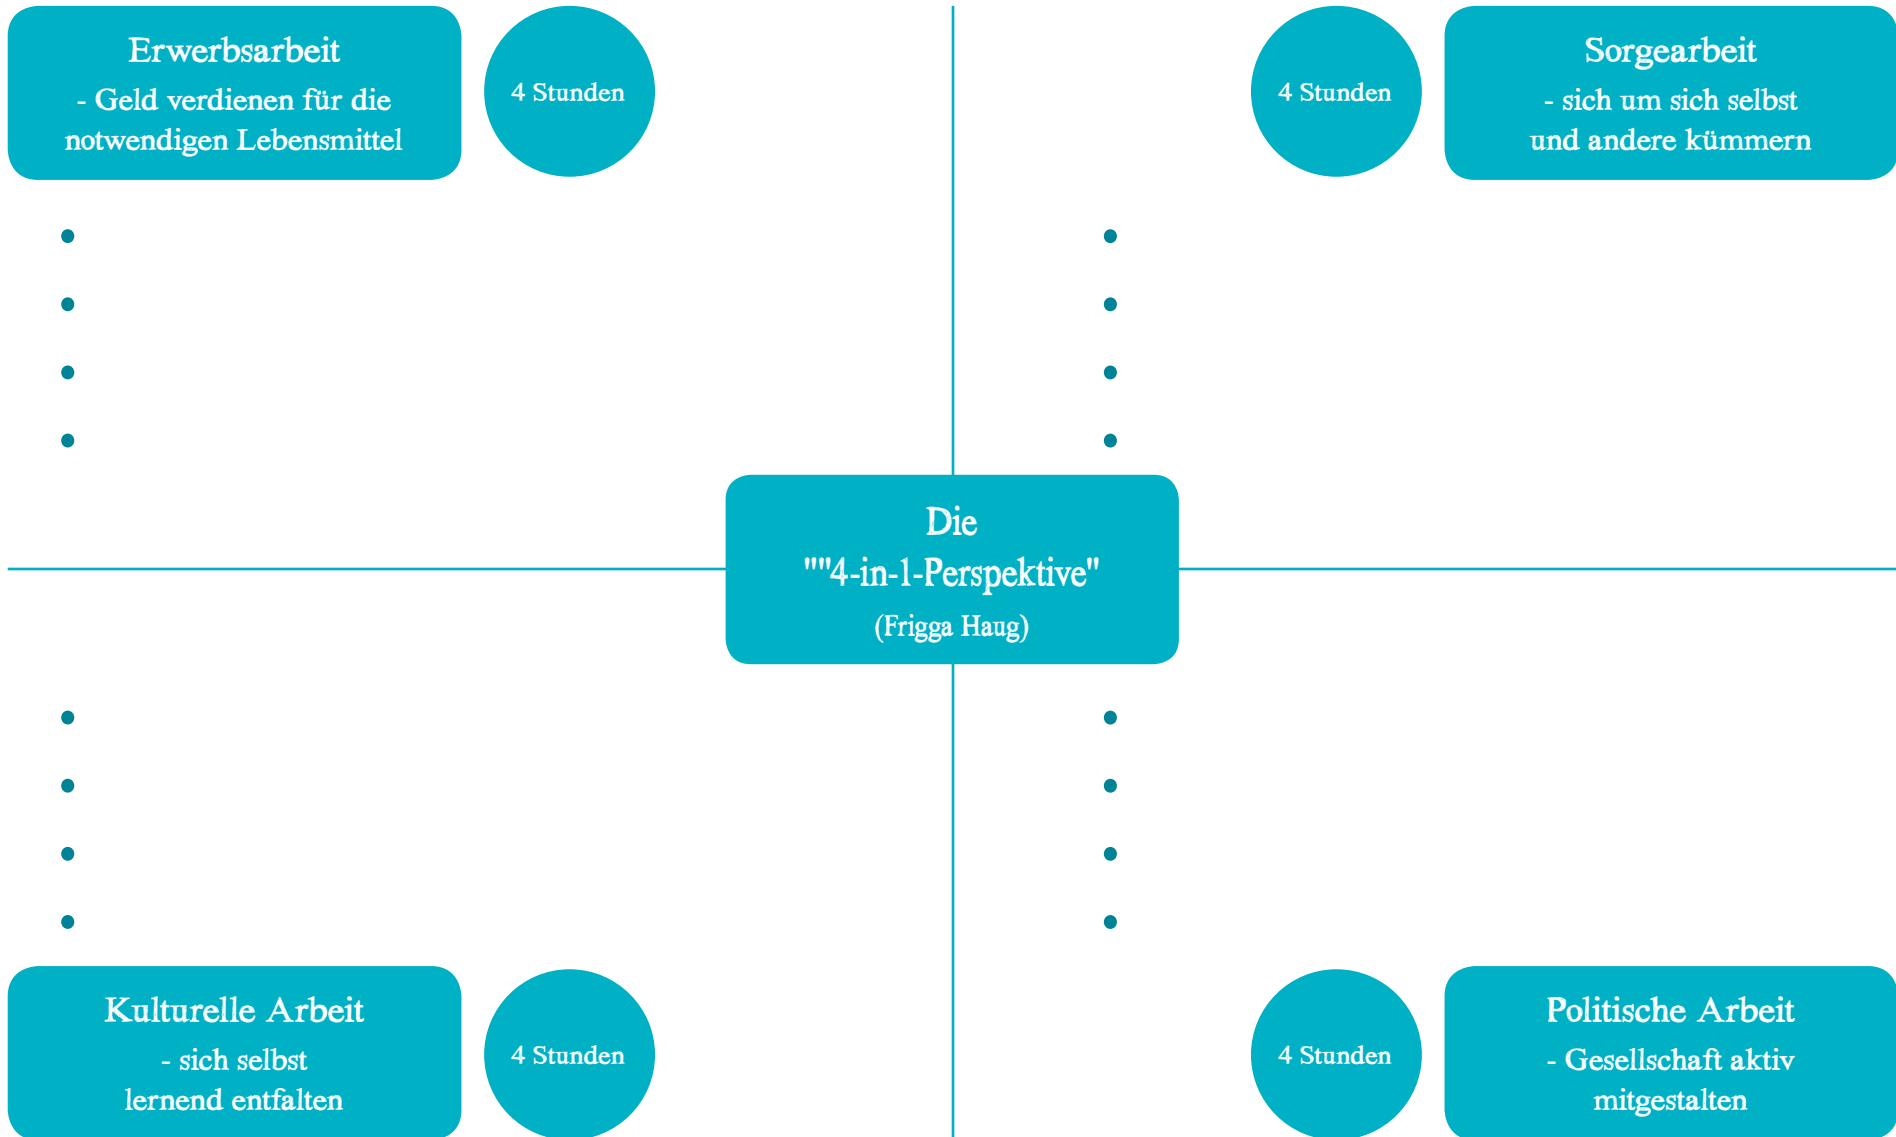 Erwerbsarbeit
- Geld verdienen für die
notwendigen Lebensmittel
4 Stunden
4 Stunden
Sorgearbeit
- sich um sich selbst
und andere kümmern
Die
""4-in-1-Perspektive"
(Frigga Haug)
Kulturelle Arbeit
- sich selbst
lernend entfalten
4 Stunden
4 Stunden
Politische Arbeit
- Gesellschaft aktiv
mitgestalten